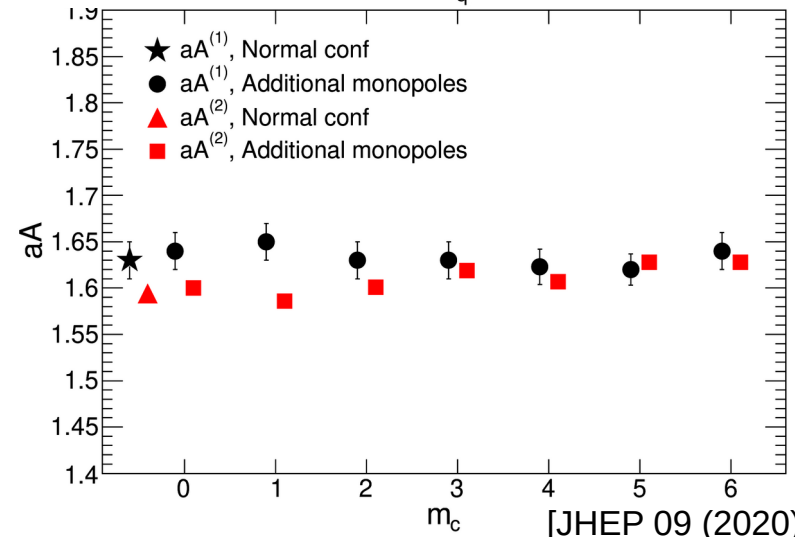 q
1.9
aA(1), Normal conf
1.85
aA(1), Additional monopoles
1.8
aA(2), Normal conf
1.75
aA(2), Additional monopoles
1.7
1.65
aA
1.6
1.55
1.5
1.45
1.4
0 1 2 3 4 5 6
mc
[JHEP 09 (2020)